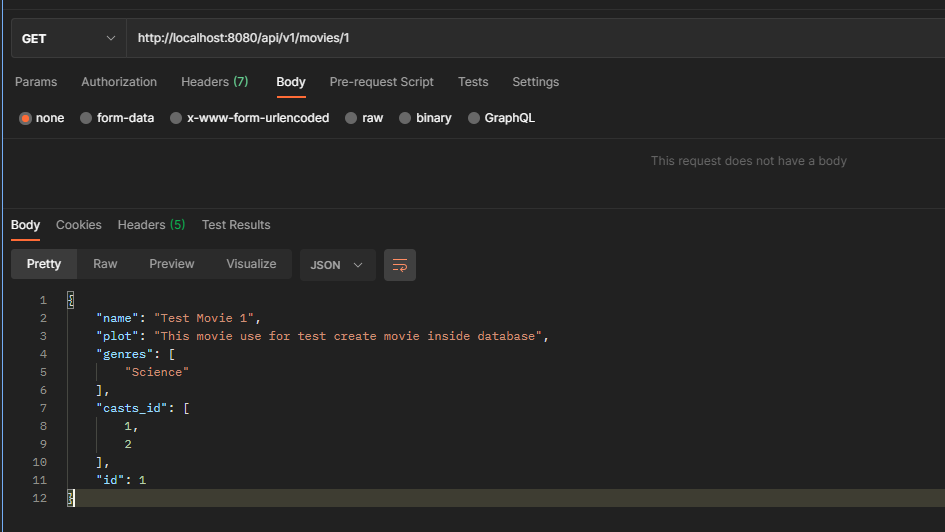 GET http://localhost:8080/api/v1/movies/1
Params Authorization Headers (7) Body Pre-request Script Tests Settings
none form-data x-www-form-urlencoded raw binary GraphQL
This request does not have a body
Body Cookies Headers (5) Test Results
Pretty Raw Preview Visualize JSON
1 {
2 "name": "Test Movie 1",
3 "plot": "This movie use for test create movie inside database",
4 "genres": [
5 "Science"
6 ],
7 "casts_id": [
8 1,
9 2
10 ],
11 "id": 1
12 }